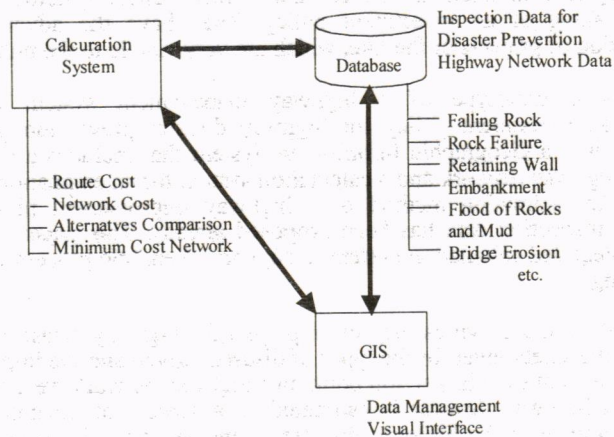 Calcuration
System
Database
Inspection Data for
Disaster Prevention
Highway Network Data
Route Cost
Network Cost
Alternatves Comparison
Minimum Cost Network
Falling Rock
Rock Failure
Retaining Wall
Embankment
Flood of Rocks
and Mud
Bridge Erosion
etc.
GIS
Data Management
Visual Interface